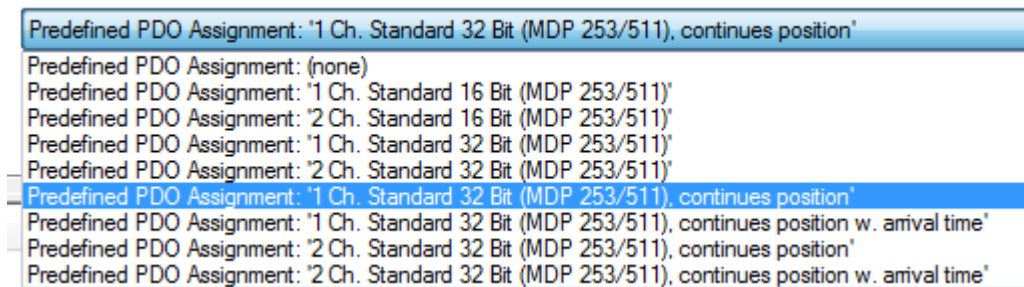 Predefined PDO Assignment: '1 Ch. Standard 32 Bit (MDP 253/511), continues position'
Predefined PDO Assignment: (none)
Predefined PDO Assignment: '1 Ch. Standard 16 Bit (MDP 253/511)'
Predefined PDO Assignment: '2 Ch. Standard 16 Bit (MDP 253/511)'
Predefined PDO Assignment: '1 Ch. Standard 32 Bit (MDP 253/511)'
Predefined PDO Assignment: '2 Ch. Standard 32 Bit (MDP 253/511)'
Predefined PDO Assignment: '1 Ch. Standard 32 Bit (MDP 253/511), continues position'
Predefined PDO Assignment: '1 Ch. Standard 32 Bit (MDP 253/511), continues position w. arrival time'
Predefined PDO Assignment: '2 Ch. Standard 32 Bit (MDP 253/511), continues position'
Predefined PDO Assignment: '2 Ch. Standard 32 Bit (MDP 253/511), continues position w. arrival time'